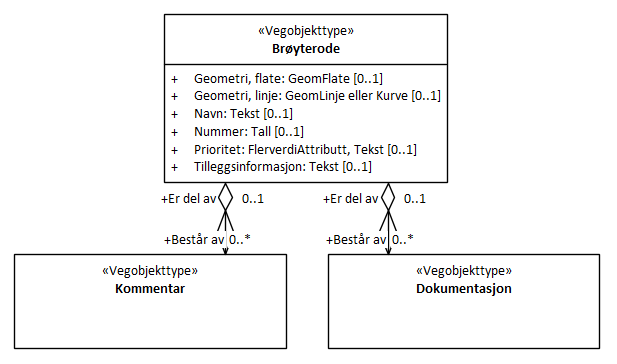 «Vegobjekttype»
Brøyterode
+ Geometri, flate: GeomFlate [0..1]
+ Geometri, linje: GeomLinje eller Kurve [0..1]
+ Navn: Tekst [0..1]
+ Nummer: Tall [0..1]
+ Prioritet: FlerverdiAttributt, Tekst [0..1]
+ Tilleggsinformasjon: Tekst [0..1]
+Er del av 0..1
+Er del av 0..1
+Består av 0..*
+Består av 0..*
«Vegobjekttype»
Kommentar
«Vegobjekttype»
Dokumentasjon